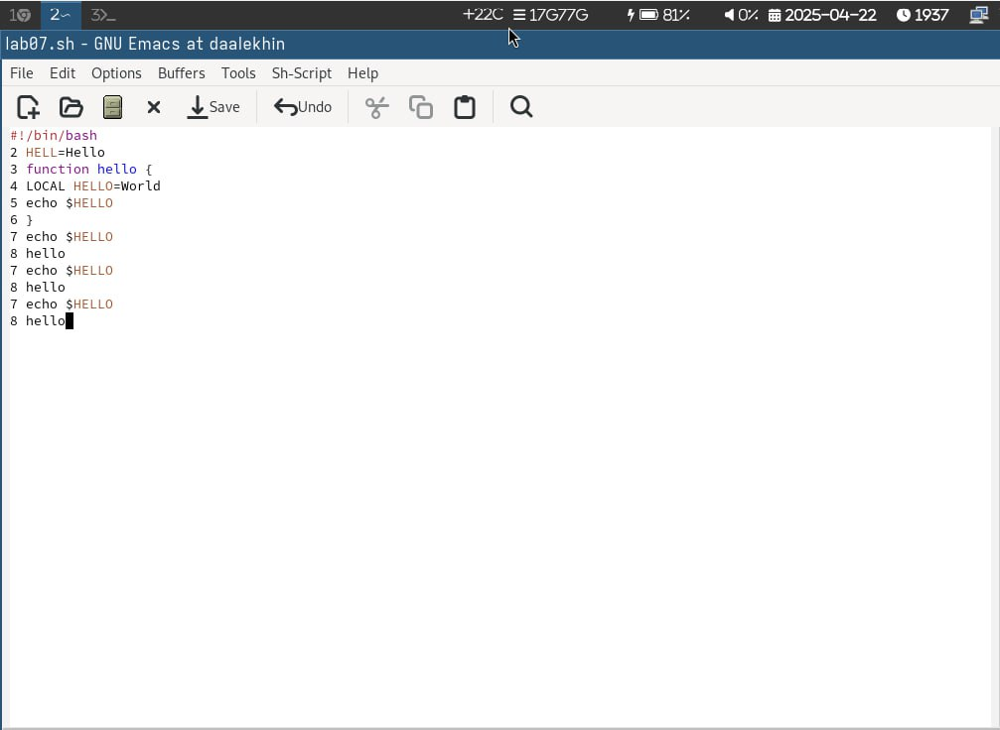 1 2 3 +22C 17G77G 81% 0% 2025-04-22 1937
lab07.sh - GNU Emacs at daalekhin
File Edit Options Buffers Tools Sh-Script Help
Save Undo
#!/bin/bash
2 HELL=Hello
3 function hello {
4 LOCAL HELLO=World
5 echo $HELLO
6 }
7 echo $HELLO
8 hello
7 echo $HELLO
8 hello
7 echo $HELLO
8 hello